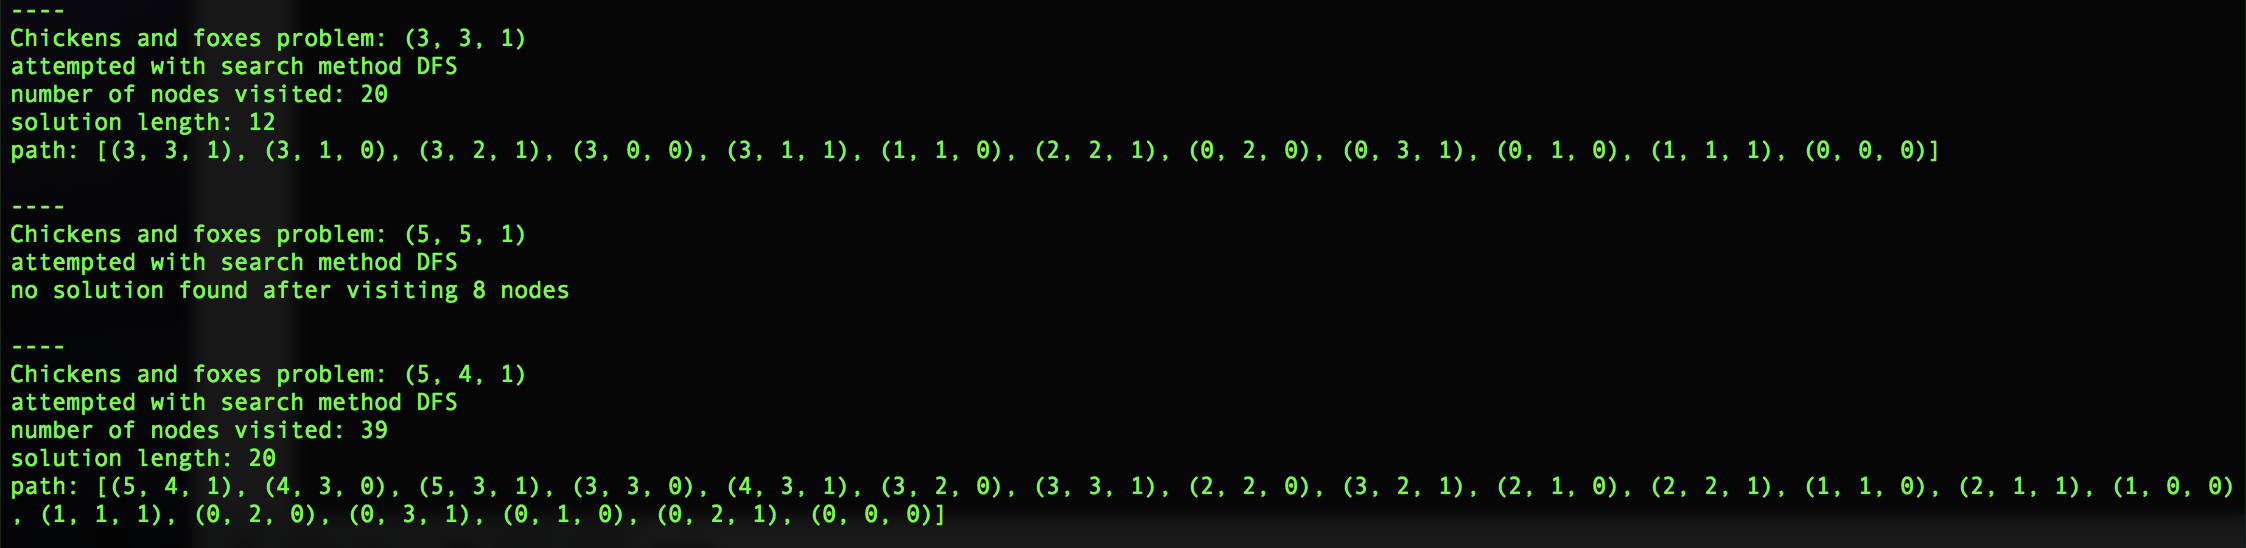 ----
Chickens and foxes problem: (3, 3, 1)
attempted with search method DFS
number of nodes visited: 20
solution length: 12
path: [(3, 3, 1), (3, 1, 0), (3, 2, 1), (3, 0, 0), (3, 1, 1), (1, 1, 0), (2, 2, 1), (0, 2, 0), (0, 3, 1), (0, 1, 0), (1, 1, 1), (0, 0, 0)]
----
Chickens and foxes problem: (5, 5, 1)
attempted with search method DFS
no solution found after visiting 8 nodes
----
Chickens and foxes problem: (5, 4, 1)
attempted with search method DFS
number of nodes visited: 39
solution length: 20
path: [(5, 4, 1), (4, 3, 0), (5, 3, 1), (3, 3, 0), (4, 3, 1), (3, 2, 0), (3, 3, 1), (2, 2, 0), (3, 2, 1), (2, 1, 0), (2, 2, 1), (1, 1, 0), (2, 1, 1), (1, 0, 0)
, (1, 1, 1), (0, 2, 0), (0, 3, 1), (0, 1, 0), (0, 2, 1), (0, 0, 0)]